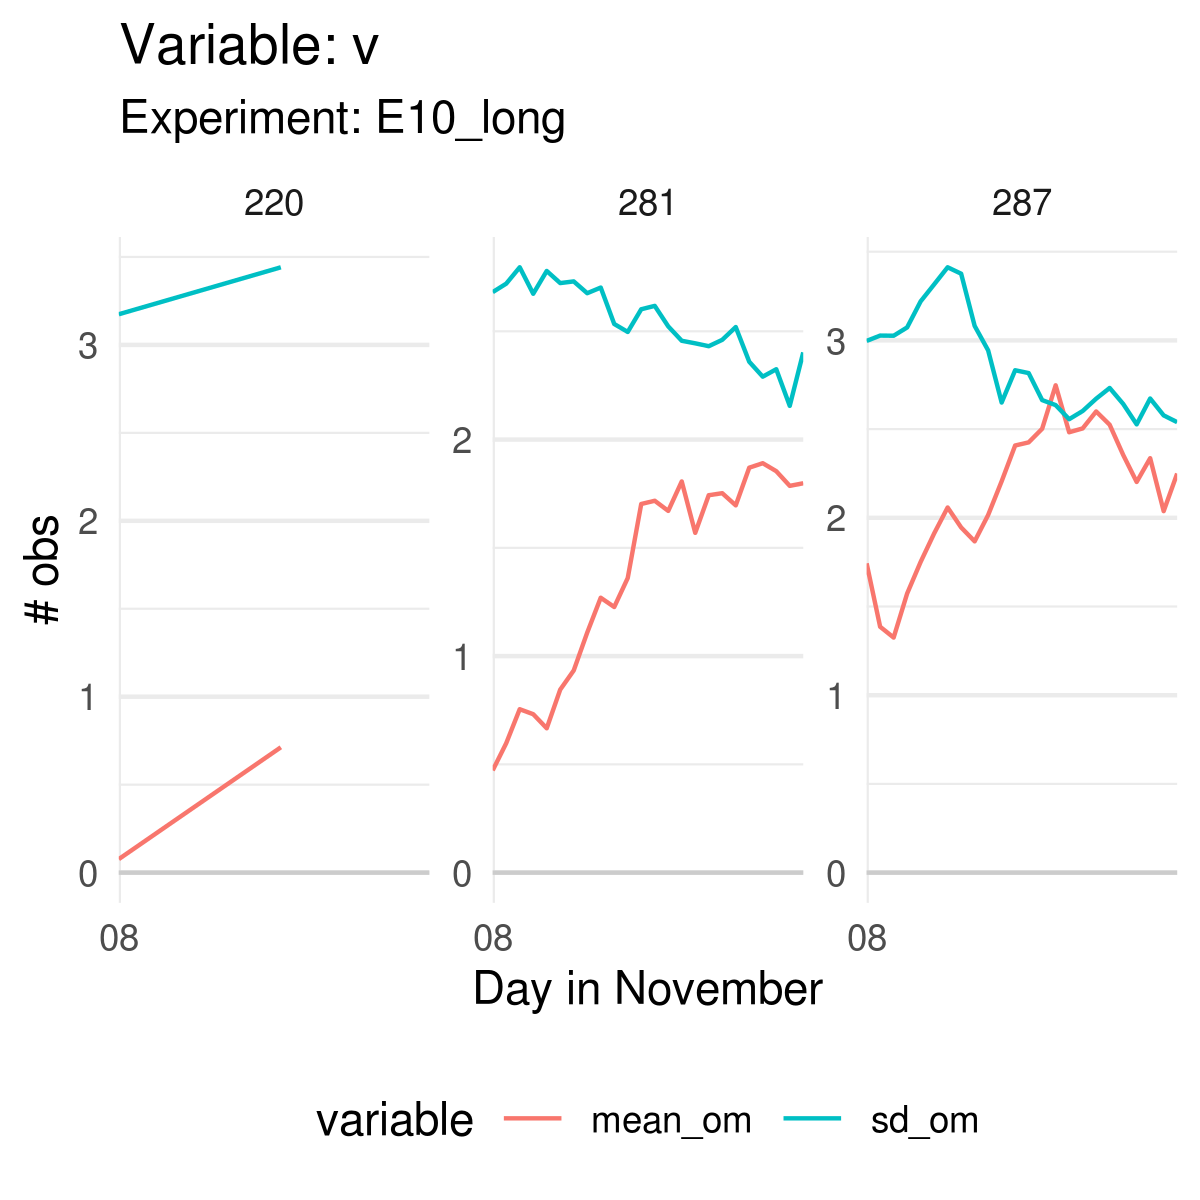 Variable: v
Experiment: E10_long
220
281
287
3
2
1
0
2
1
0
3
2
1
0
# obs
08
08
08
Day in November
variable
mean_om
sd_om